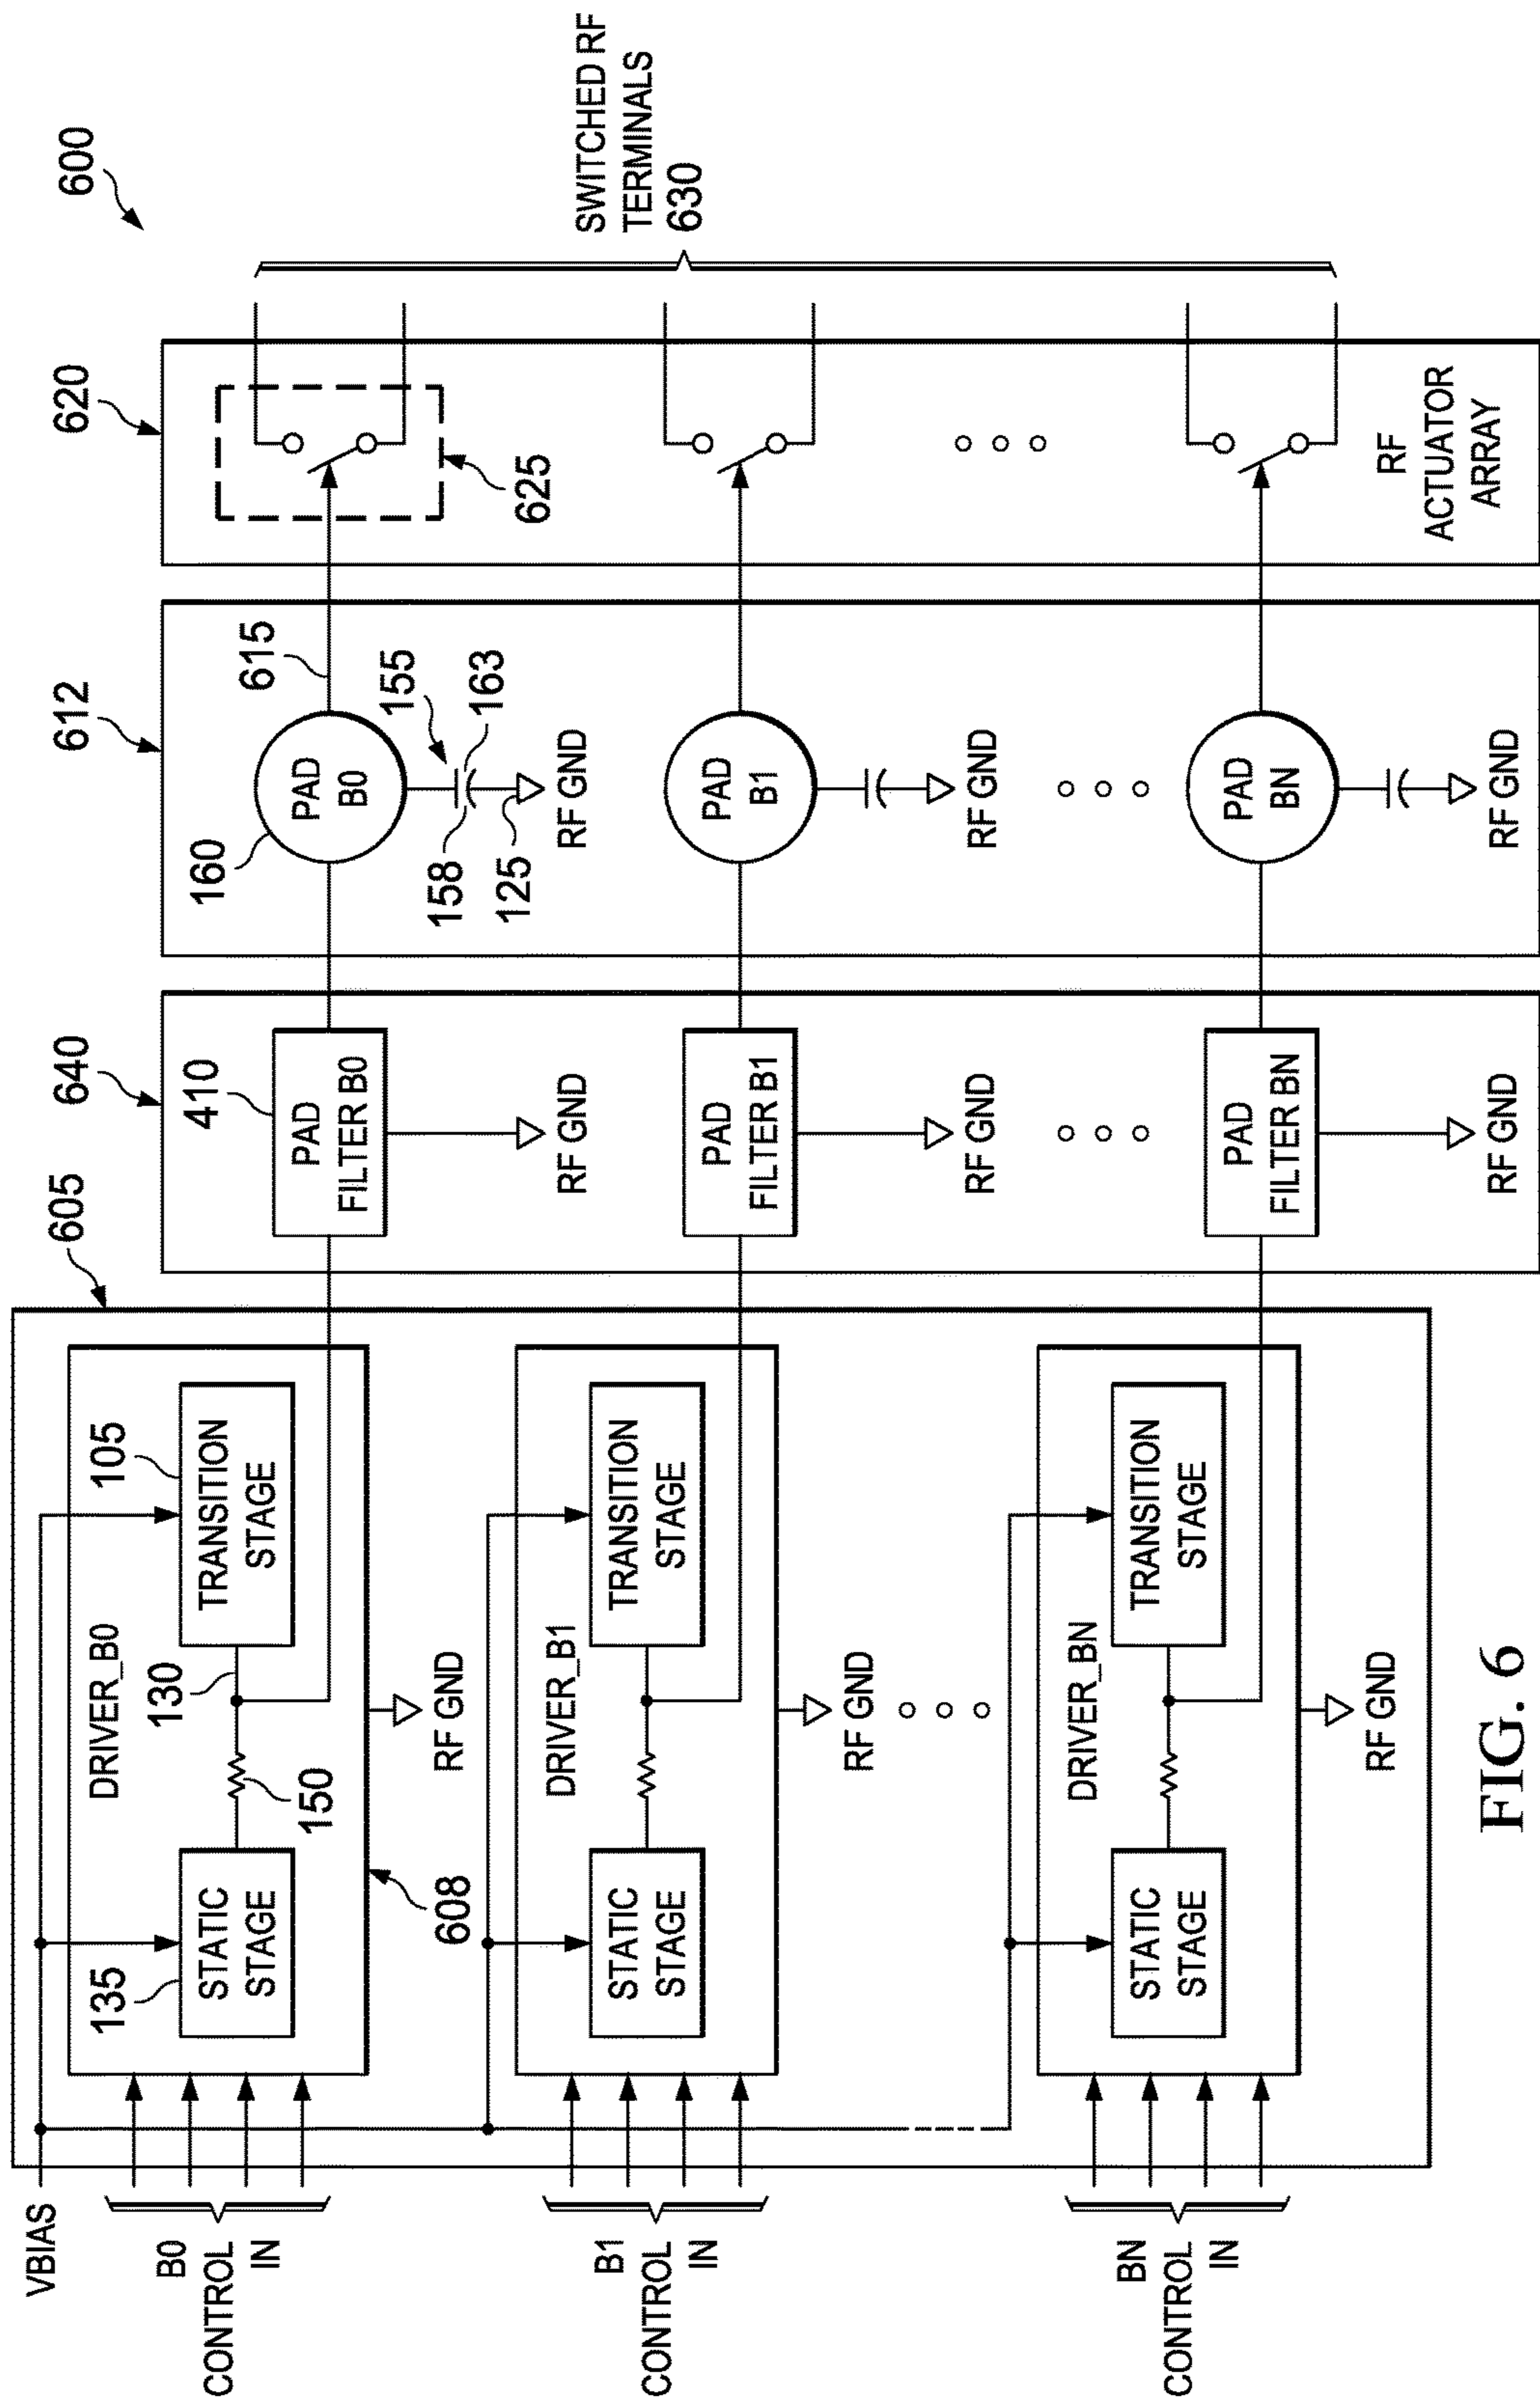 600
605
640
612
620
VBIAS
B0
CONTROL
IN
DRIVER_B0
135
STATIC
STAGE
150
130
105
TRANSITION
STAGE
608
RF GND
410
PAD
FILTER B0
RF GND
160
PAD
B0
615
155
158
163
125
RF GND
625
SWITCHED RF
TERMINALS
630
B1
CONTROL
IN
DRIVER_B1
STATIC
STAGE
TRANSITION
STAGE
RF GND
PAD
FILTER B1
RF GND
PAD
B1
RF GND
BN
CONTROL
IN
DRIVER_BN
STATIC
STAGE
TRANSITION
STAGE
RF GND
PAD
FILTER BN
RF GND
PAD
BN
RF GND
RF
ACTUATOR
ARRAY
FIG. 6